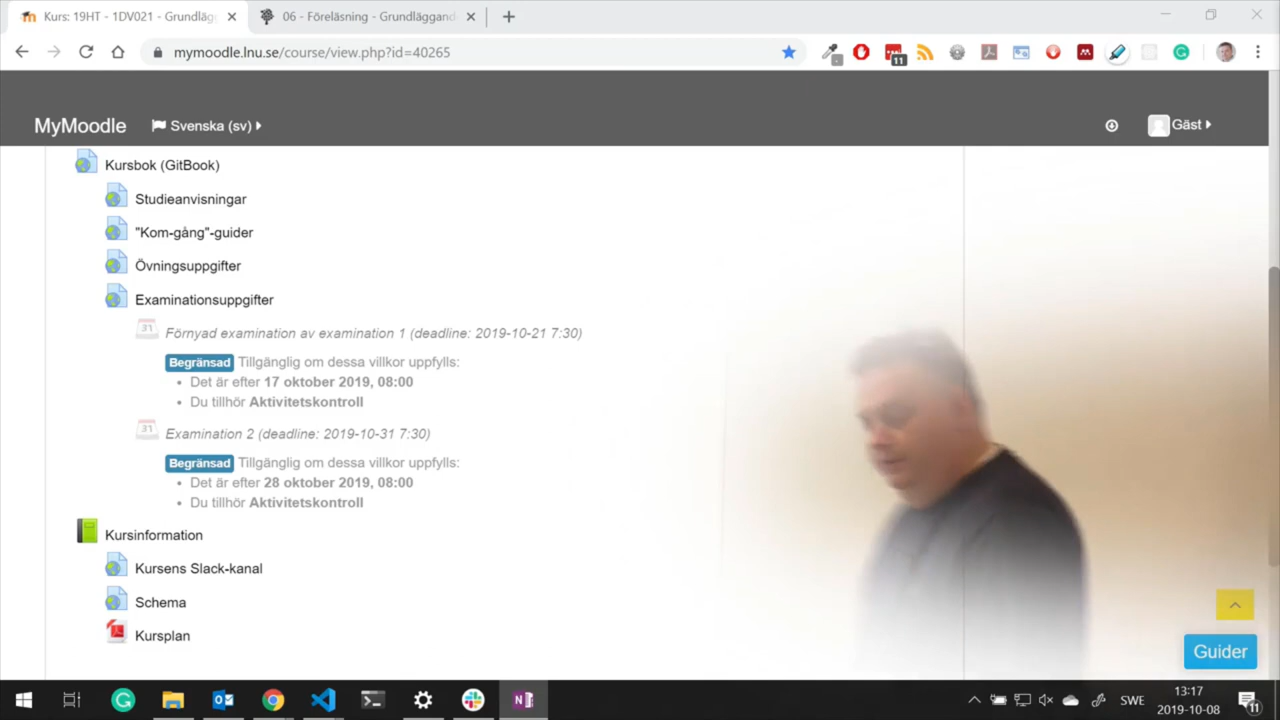 Kurs: 19HT - 1DV021 - Grundläg
06 - Föreläsning - Grundläggand
mymoodle.lnu.se/course/view.php?id=40265
11
MyMoodle
Svenska (sv)
Gäst
Kursbok (GitBook)
Studieanvisningar
"Kom-gång"-guider
Övningsuppgifter
Examinationsuppgifter
31
Förnyad examination av examination 1 (deadline: 2019-10-21 7:30)
Begränsad Tillgänglig om dessa villkor uppfylls:
• Det är efter 17 oktober 2019, 08:00
• Du tillhör Aktivitetskontroll
31
Examination 2 (deadline: 2019-10-31 7:30)
Begränsad Tillgänglig om dessa villkor uppfylls:
• Det är efter 28 oktober 2019, 08:00
• Du tillhör Aktivitetskontroll
Kursinformation
Kursens Slack-kanal
Schema
Kursplan
Guider
SWE
13:17
2019-10-08
11